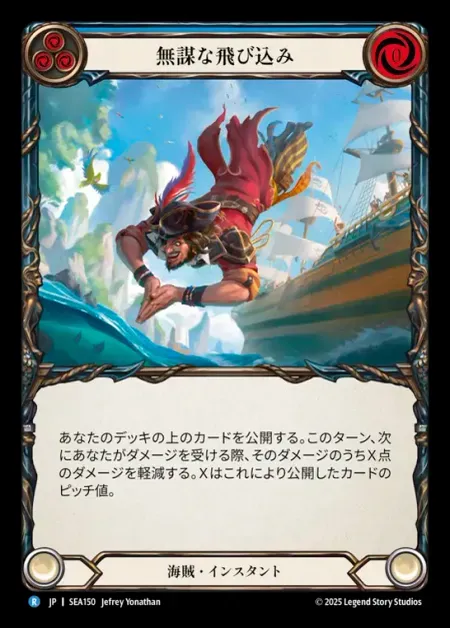 無謀な飛び込み
0
あなたのデッキの上のカードを公開する。このターン、次
にあなたがダメージを受ける際、そのダメージのうちX点
のダメージを軽減する。Xはこれにより公開したカードの
ピッチ値。
海賊・インスタント
R JP SEA150 Jefrey Yonathan
© 2025 Legend Story Studios